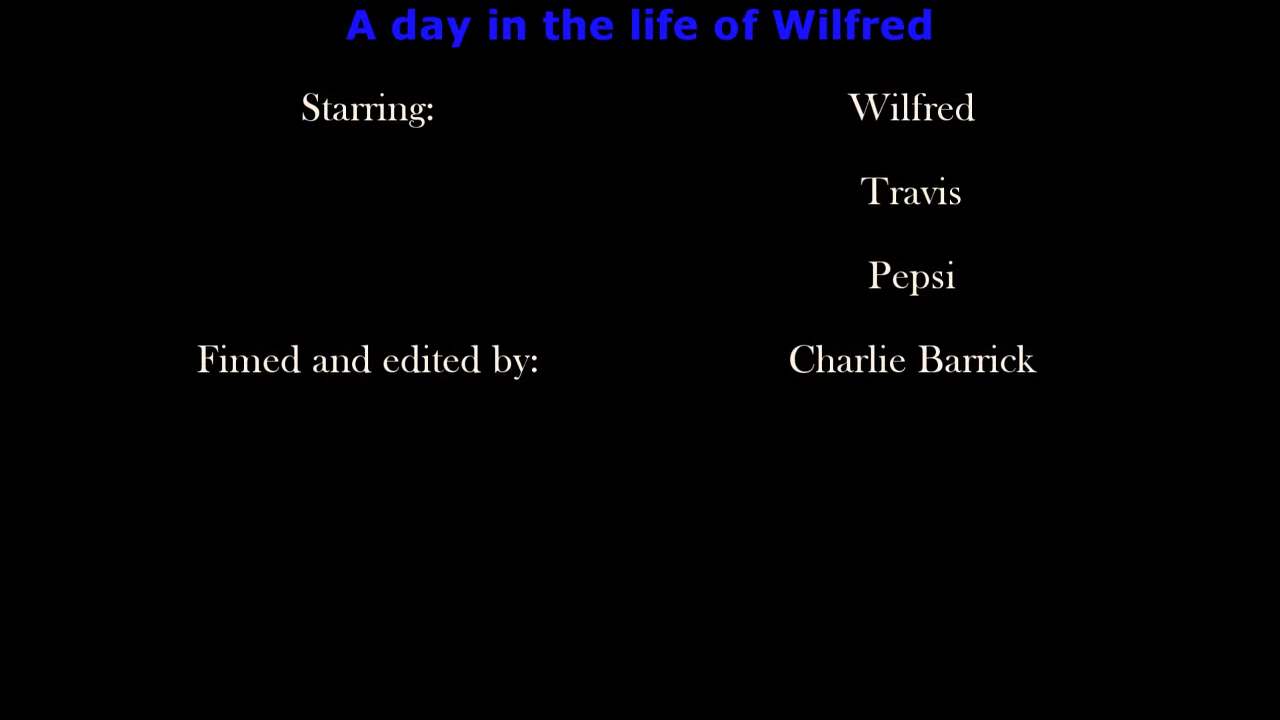 A day in the life of Wilfred
Starring: Wilfred
Travis
Pepsi
Fimed and edited by: Charlie Barrick